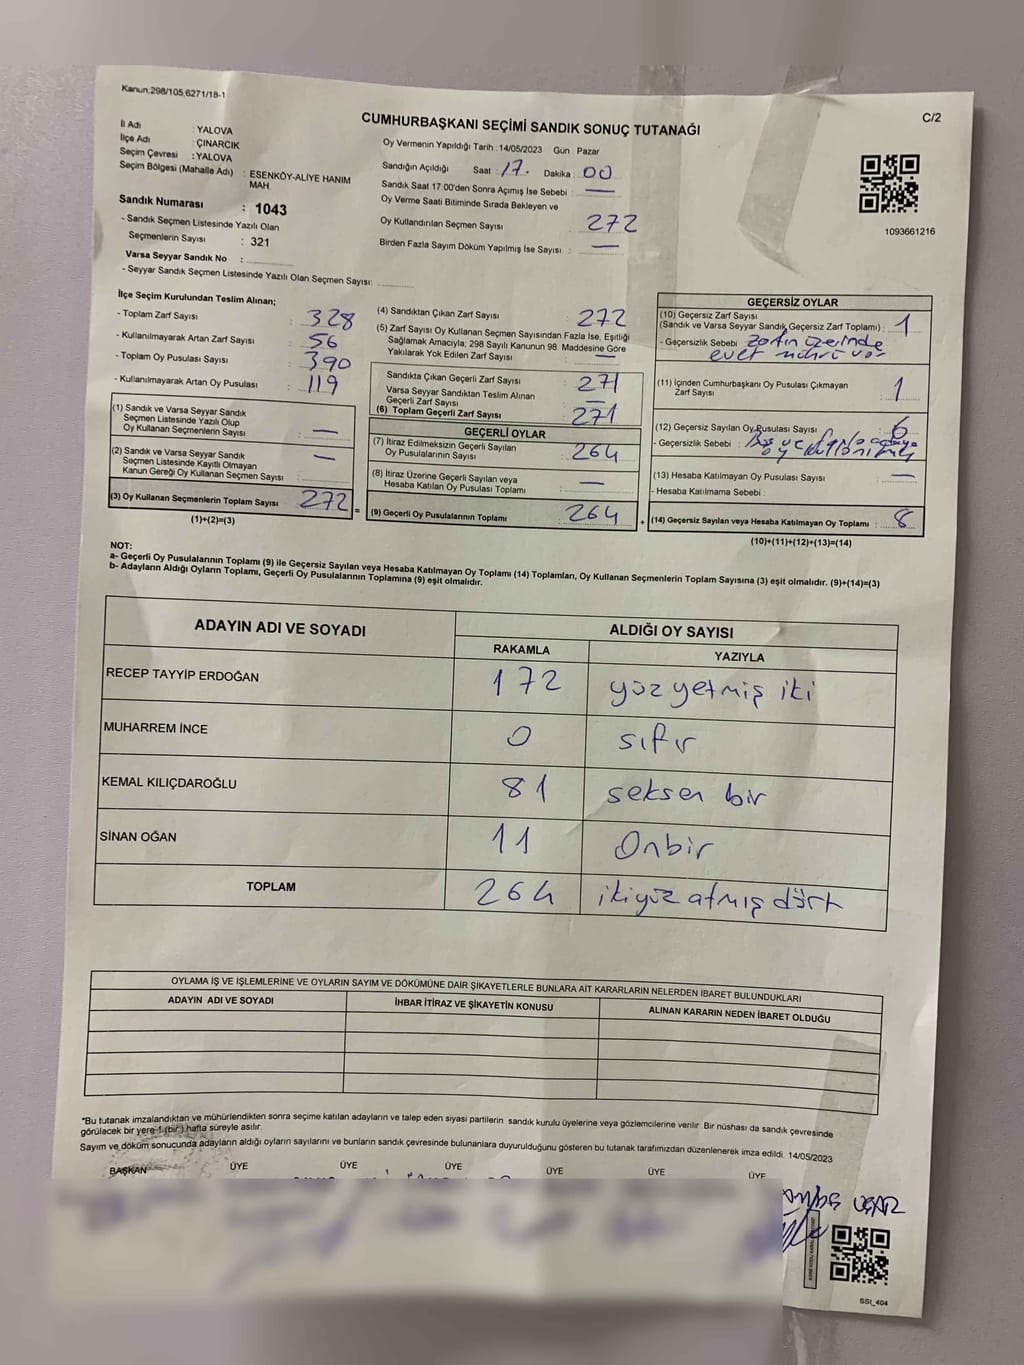 Kanun,298/105,6271/18-1
C/2
CUMHURBAŞKANI SEÇİMİ SANDIK SONUÇ TUTANAĞI
İl Adı : YALOVA
İlçe Adı : ÇINARCIK
Seçim Çevresi : YALOVA
Seçim Bölgesi (Mahalle Adı) : ESENKÖY-ALİYE HANIM
MAH.
Sandık Numarası : 1043
- Sandık Seçmen Listesinde Yazılı Olan
Seçmenlerin Sayısı : 321
Varsa Seyyar Sandık No :
- Seyyar Sandık Seçmen Listesinde Yazılı Olan Seçmen Sayısı:
Oy Vermenin Yapıldığı Tarih : 14/05/2023 Gün Pazar
Sandığın Açıldığı Saat : 17. Dakika : 00
Sandık Saat 17.00'den Sonra Açımış İse Sebebi : —
Oy Verme Saati Bitiminde Sırada Bekleyen ve
Oy Kullandırılan Seçmen Sayısı : 272
Birden Fazla Sayım Döküm Yapılmış İse Sayısı : —
1093661216
İlçe Seçim Kurulundan Teslim Alınan;
- Toplam Zarf Sayısı : 328
- Kullanılmayarak Artan Zarf Sayısı : 56
- Toplam Oy Pusulası Sayısı : 390
- Kullanılmayarak Artan Oy Pusulası : 119
(1) Sandık ve Varsa Seyyar Sandık
Seçmen Listesinde Yazılı Olup
Oy Kullanan Seçmenlerin Sayısı : —
(2) Sandık ve Varsa Seyyar Sandık
Seçmen Listesinde Kayıtlı Olmayan
Kanun Gereği Oy Kullanan Seçmen Sayısı : —
(3) Oy Kullanan Seçmenlerin Toplam Sayısı : 272 =
(1)+(2)=(3)
(4) Sandıktan Çıkan Zarf Sayısı : 272
(5) Zarf Sayısı Oy Kullanan Seçmen Sayısından Fazla İse, Eşitliği
Sağlamak Amacıyla; 298 Sayılı Kanunun 98. Maddesine Göre
Yakılarak Yok Edilen Zarf Sayısı : —
Sandıkta Çıkan Geçerli Zarf Sayısı : 271
Varsa Seyyar Sandıktan Teslim Alınan
Geçerli Zarf Sayısı : —
(6) Toplam Geçerli Zarf Sayısı : 271
GEÇERLİ OYLAR
(7) İtiraz Edilmeksizin Geçerli Sayılan
Oy Pusulalarının Sayısı : 264
(8) İtiraz Üzerine Geçerli Sayılan veya
Hesaba Katılan Oy Pusulası Toplamı : —
(9) Geçerli Oy Pusulalarının Toplamı : 264 +
GEÇERSİZ OYLAR
(10) Geçersiz Zarf Sayısı
(Sandık ve Varsa Seyyar Sandık Geçersiz Zarf Toplamı) : 1
- Geçersizlik Sebebi : zarfın üzerinde
evet mührü var
(11) İçinden Cumhurbaşkanı Oy Pusulası Çıkmayan
Zarf Sayısı : 1
(12) Geçersiz Sayılan Oy Pusulası Sayısı : 6
- Geçersizlik Sebebi :
(13) Hesaba Katılmayan Oy Pusulası Sayısı : —
- Hesaba Katılmama Sebebi :
(14) Geçersiz Sayılan veya Hesaba Katılmayan Oy Toplamı : 8
(10)+(11)+(12)+(13)=(14)
NOT:
a- Geçerli Oy Pusulalarının Toplamı (9) ile Geçersiz Sayılan veya Hesaba Katılmayan Oy Toplamı (14) Toplamları, Oy Kullanan Seçmenlerin Toplam Sayısına (3) eşit olmalıdır. (9)+(14)=(3)
b- Adayların Aldığı Oyların Toplamı, Geçerli Oy Pusulalarının Toplamına (9) eşit olmalıdır.
ADAYIN ADI VE SOYADI
ALDIĞI OY SAYISI
RAKAMLA YAZIYLA
RECEP TAYYİP ERDOĞAN 172 yüz yetmiş iki
MUHARREM İNCE 0 sıfır
KEMAL KILIÇDAROĞLU 81 seksen bir
SİNAN OĞAN 11 Onbir
TOPLAM 264 ikiyüz atmış dört
OYLAMA İŞ VE İŞLEMLERİNE VE OYLARIN SAYIM VE DÖKÜMÜNE DAİR ŞİKAYETLERLE BUNLARA AİT KARARLARIN NELERDEN İBARET BULUNDUKLARI
ADAYIN ADI VE SOYADI İHBAR İTİRAZ VE ŞİKAYETİN KONUSU ALINAN KARARIN NEDEN İBARET OLDUĞU
*Bu tutanak imzalandıktan ve mühürlendikten sonra seçime katılan adayların ve talep eden siyasi partilerin sandık kurulu üyelerine veya gözlemcilerine verilir. Bir nüshası da sandık çevresinde
görülecek bir yere 1 (bir) hafta süreyle asılır.
Sayım ve döküm sonucunda adayların aldığı oyların sayılarını ve bunların sandık çevresinde bulunanlara duyurulduğunu gösteren bu tutanak tarafımızdan düzenlenerek imza edildi. 14/05/2023
BAŞKAN ÜYE ÜYE ÜYE ÜYE ÜYE ÜYE
SSI_404